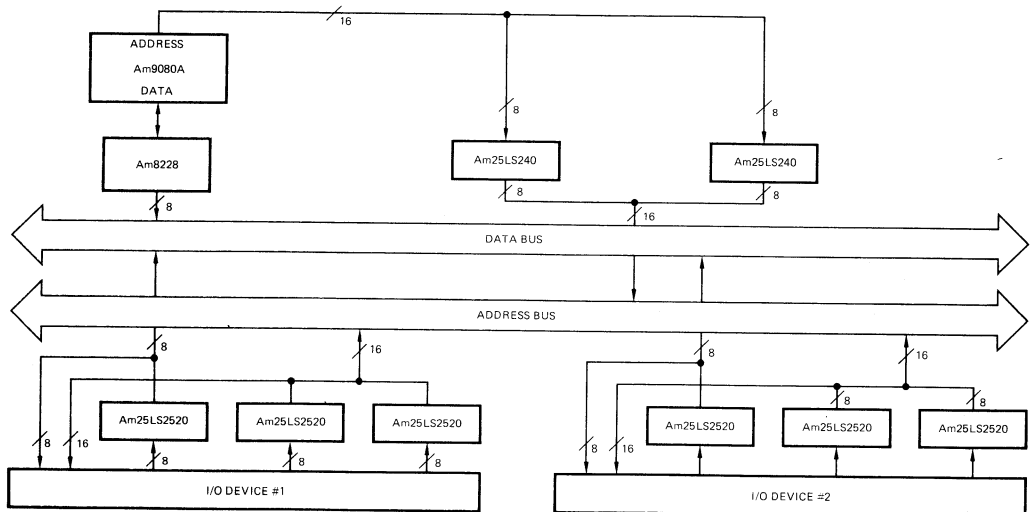 16
ADDRESS
Am9080A
DATA
8
8
Am8228
Am25LS240
Am25LS240
8
8
8
16
DATA BUS
ADDRESS BUS
8
16
8
16
Am25LS2520
Am25LS2520
Am25LS2520
8
16
8
8
8
I/O DEVICE #1
8
8
Am25LS2520
Am25LS2520
Am25LS2520
8
16
I/O DEVICE #2